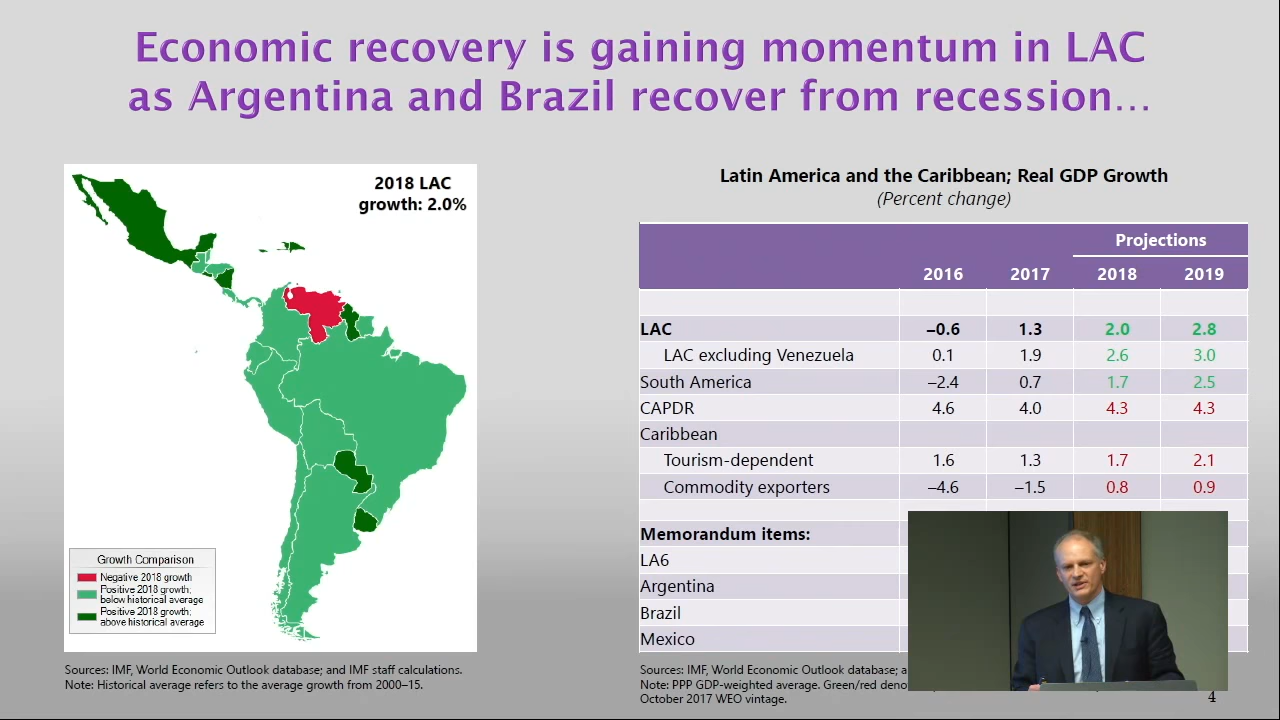 Economic recovery is gaining momentum in LAC
as Argentina and Brazil recover from recession...
2018 LAC
growth: 2.0%
Growth Comparison
Negative 2018 growth
Positive 2018 growth;
below historical average
Positive 2018 growth;
above historical average
Sources: IMF, World Economic Outlook database; and IMF staff calculations.
Note: Historical average refers to the average growth from 2000–15.
Latin America and the Caribbean; Real GDP Growth
(Percent change)
Projections
2016 2017 2018 2019
LAC –0.6 1.3 2.0 2.8
LAC excluding Venezuela 0.1 1.9 2.6 3.0
South America –2.4 0.7 1.7 2.5
CAPDR 4.6 4.0 4.3 4.3
Caribbean
Tourism-dependent 1.6 1.3 1.7 2.1
Commodity exporters –4.6 –1.5 0.8 0.9
Memorandum items:
LA6
Argentina
Brazil
Mexico
Sources: IMF, World Economic Outlook database;
Note: PPP GDP-weighted average. Green/red
October 2017 WEO vintage.
4